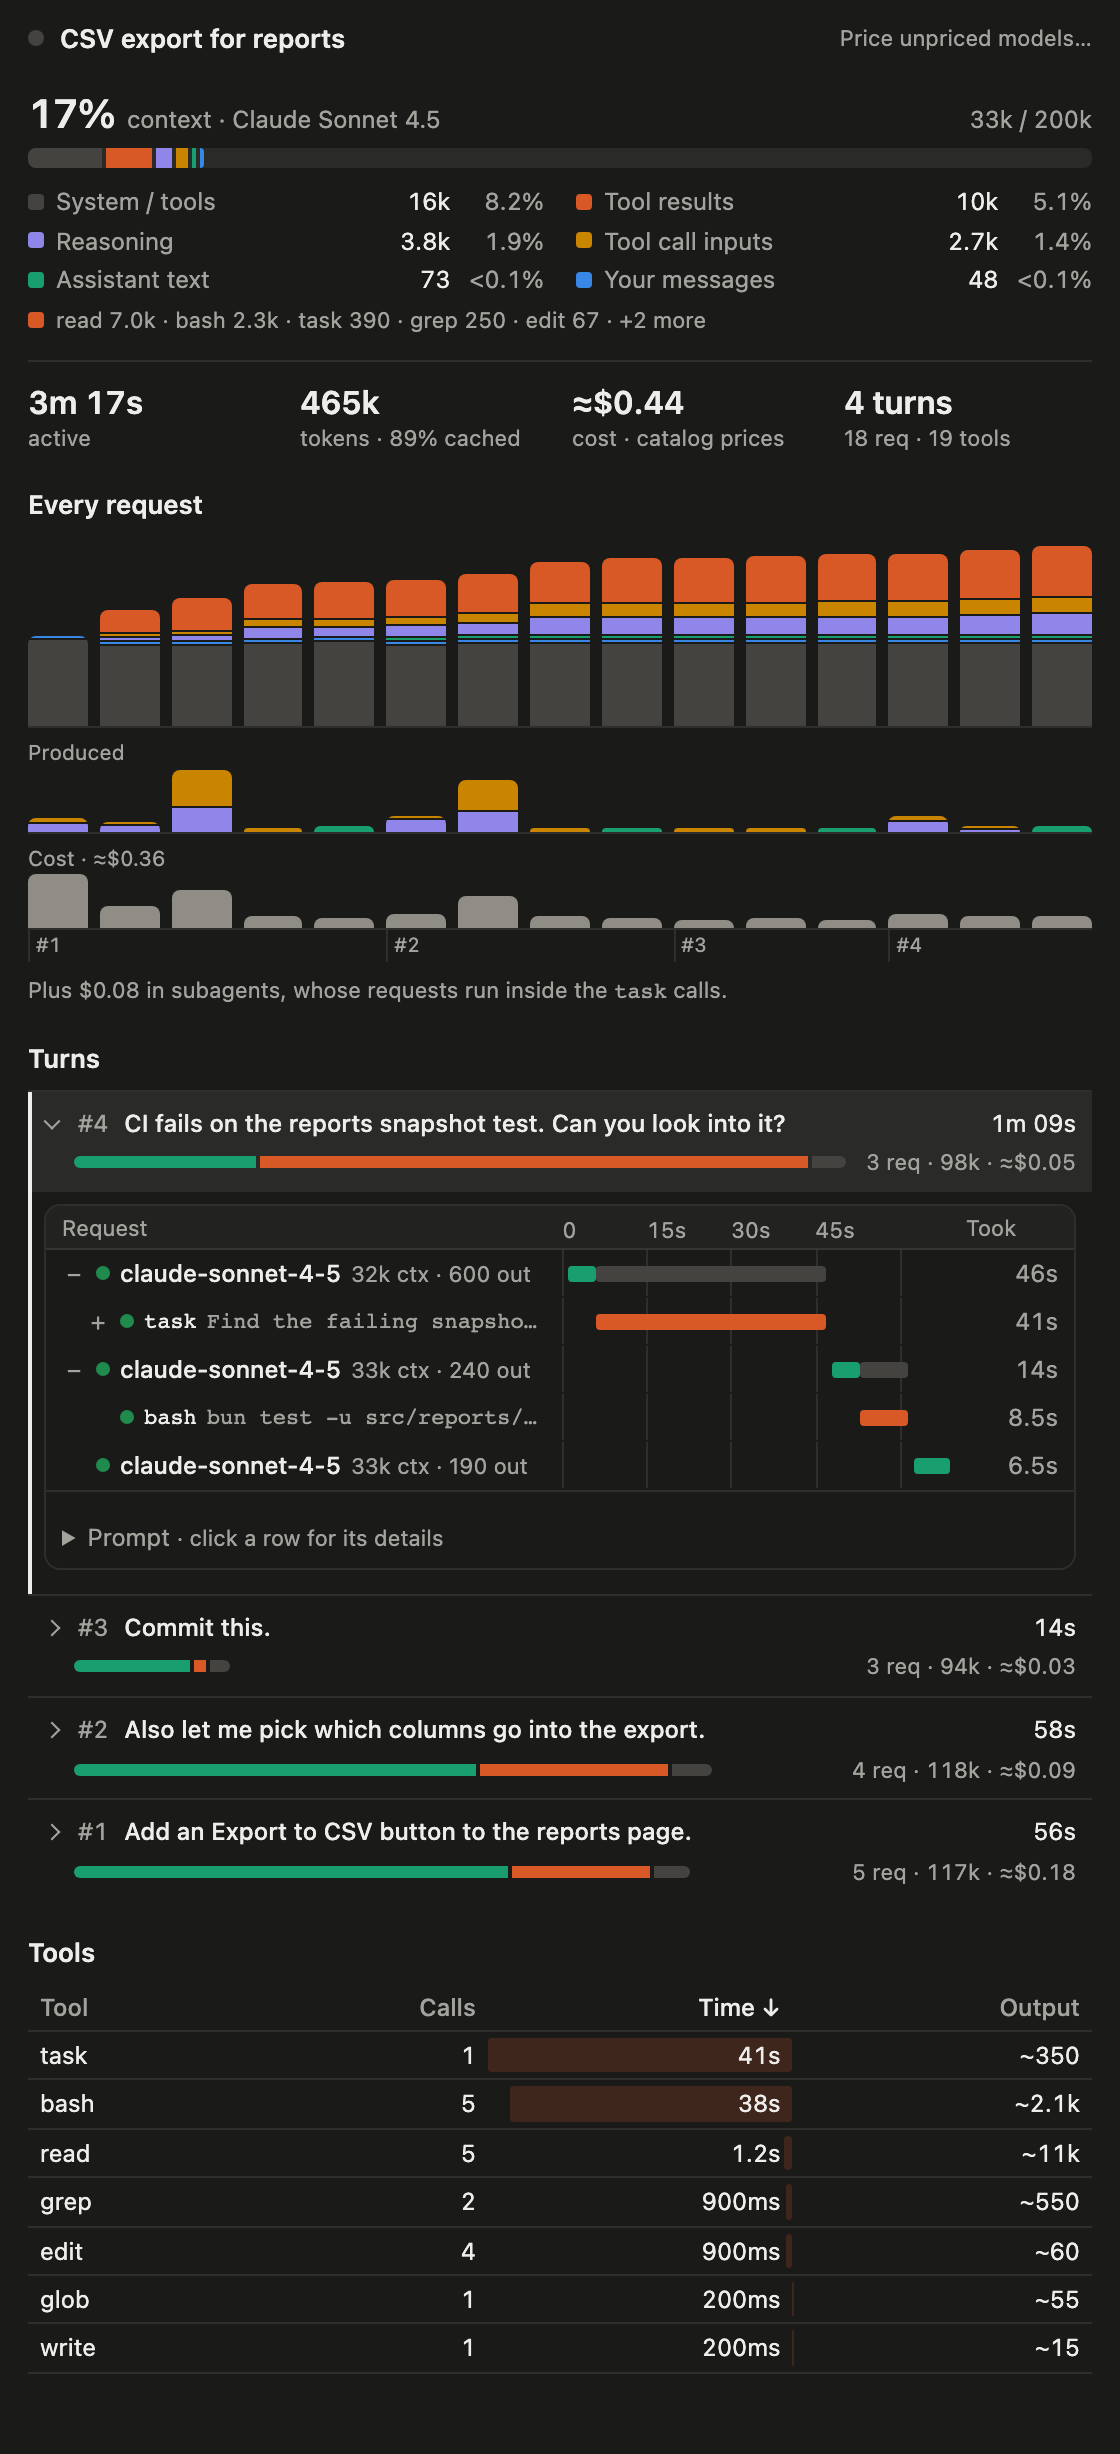 CSV export for reports
Price unpriced models…
17% context · Claude Sonnet 4.5
33k / 200k
System / tools 16k 8.2%
Tool results 10k 5.1%
Reasoning 3.8k 1.9%
Tool call inputs 2.7k 1.4%
Assistant text 73 <0.1%
Your messages 48 <0.1%
read 7.0k · bash 2.3k · task 390 · grep 250 · edit 67 · +2 more
3m 17s
active
465k
tokens · 89% cached
≈$0.44
cost · catalog prices
4 turns
18 req · 19 tools
Every request
Produced
Cost · ≈$0.36
#1 #2 #3 #4
Plus $0.08 in subagents, whose requests run inside the task calls.
Turns
#4 CI fails on the reports snapshot test. Can you look into it? 1m 09s
3 req · 98k · ≈$0.05
Request 0 15s 30s 45s Took
– claude-sonnet-4-5 32k ctx · 600 out 46s
+ task Find the failing snapsho… 41s
– claude-sonnet-4-5 33k ctx · 240 out 14s
bash bun test -u src/reports/… 8.5s
claude-sonnet-4-5 33k ctx · 190 out 6.5s
Prompt · click a row for its details
#3 Commit this. 14s
3 req · 94k · ≈$0.03
#2 Also let me pick which columns go into the export. 58s
4 req · 118k · ≈$0.09
#1 Add an Export to CSV button to the reports page. 56s
5 req · 117k · ≈$0.18
Tools
Tool Calls Time ↓ Output
task 1 41s ~350
bash 5 38s ~2.1k
read 5 1.2s ~11k
grep 2 900ms ~550
edit 4 900ms ~60
glob 1 200ms ~55
write 1 200ms ~15